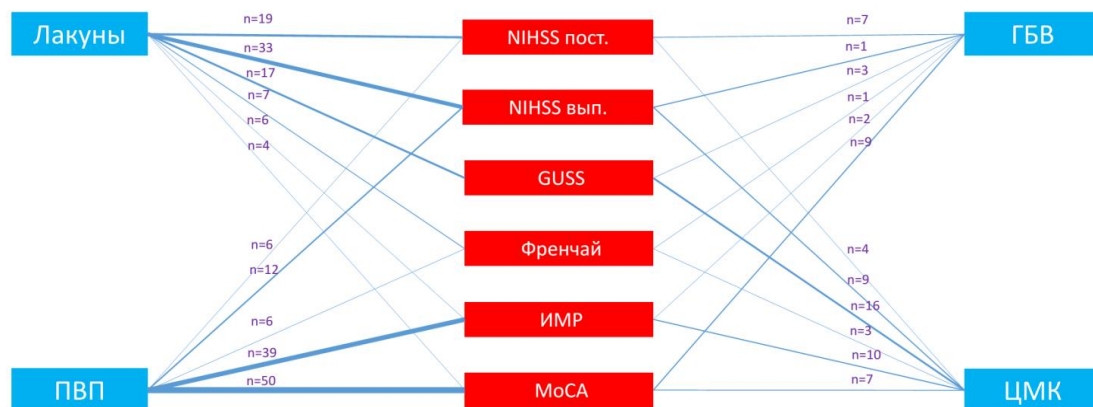 Лакуны
ПВП
n=19
n=33
n=17
n=7
n=6
n=4
n=6
n=12
n=6
n=39
n=50
NIHSS пост.
NIHSS вып.
GUSS
Френчай
ИМР
MoCA
n=7
n=1
n=3
n=1
n=2
n=9
n=4
n=9
n=16
n=3
n=10
n=7
ГБВ
ЦМК